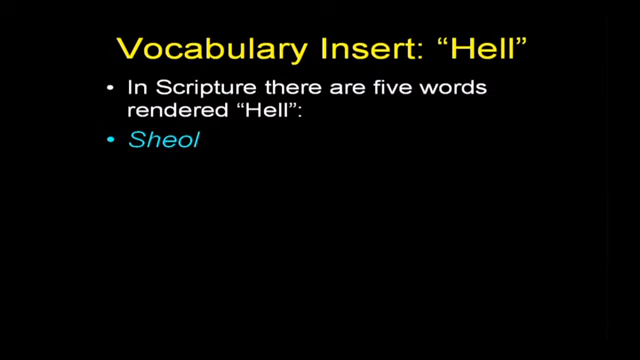 Vocabulary Insert: “Hell”
• In Scripture there are five words
rendered “Hell”:
• Sheol